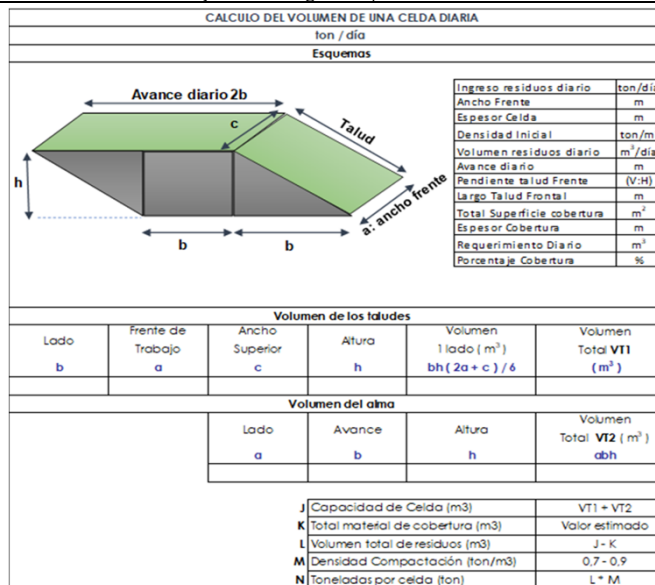 CALCULO DEL VOLUMEN DE UNA CELDA DIARIA
ton / día
Esquemas
Avance diario 2b
c
Talud
h
a: ancho frente
b b
Ingreso residuos diario ton/día
Ancho Frente m
Espesor Celda m
Densidad Inicial ton/m
Volumen residuos diario m³/día
Avance diario m
Pendiente talud Frente (V:H)
Largo Talud Frontal m
Total Superficie cobertura m²
Espesor Cobertura m
Requerimiento Diario m³
Porcentaje Cobertura %
Volumen de los taludes
Lado Frente de Trabajo Ancho Superior Altura Volumen 1 lado ( m³ ) Volumen Total VT1
b a c h bh ( 2a + c ) / 6 ( m³ )
Volumen del alma
Lado Avance Altura Volumen Total VT2 ( m³ )
a b h abh
J Capacidad de Celda (m3) VT1 + VT2
K Total material de cobertura (m3) Valor estimado
L Volumen total de residuos (m3) J - K
M Densidad Compactación (ton/m3) 0,7 - 0,9
N Toneladas por celda (ton) L * M